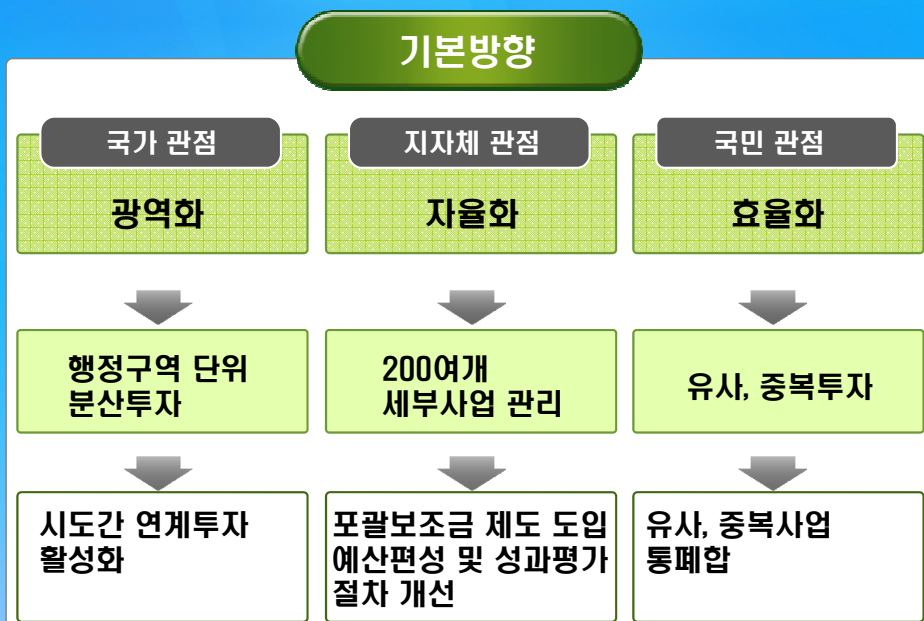 기본방향
국가 관점
광역화
행정구역 단위
분산투자
시도간 연계투자
활성화
지자체 관점
자율화
200여개
세부사업 관리
포괄보조금 제도 도입
예산편성 및 성과평가
절차 개선
국민 관점
효율화
유사, 중복투자
유사, 중복사업
통폐합